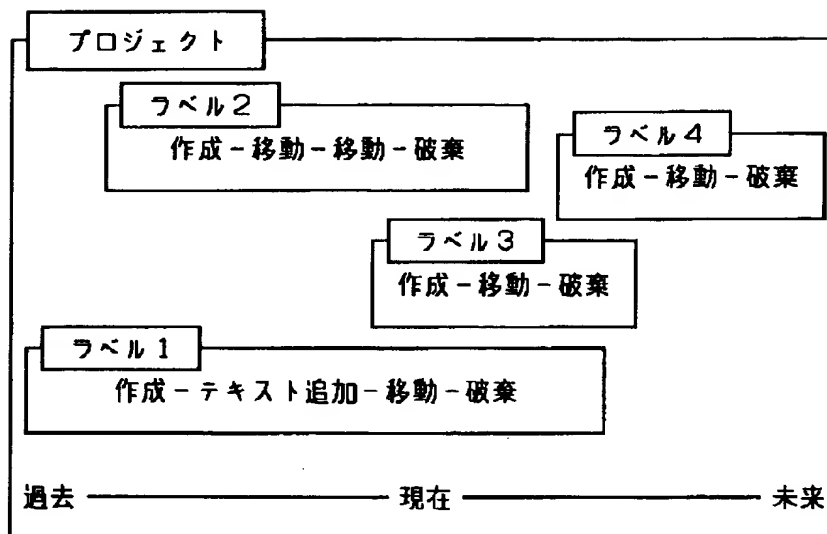 プロジェクト
ラベル2
作成-移動-移動-破棄
ラベル4
作成-移動-破棄
ラベル3
作成-移動-破棄
ラベル1
作成-テキスト追加-移動-破棄
過去 現在 未来